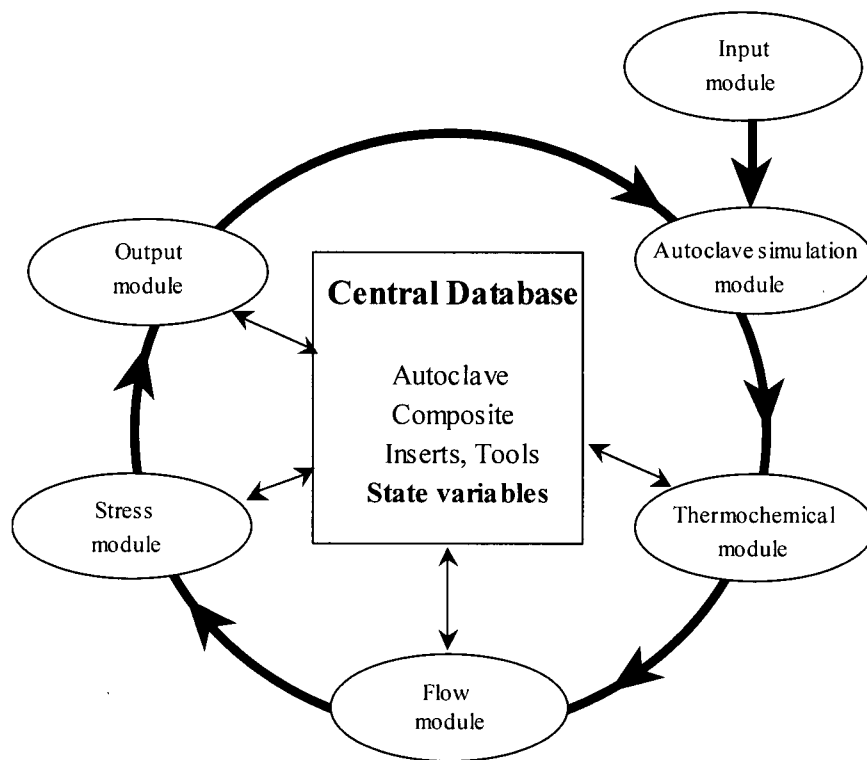 Input
module
Autoclave simulation
module
Output
module
Central Database
Autoclave
Composite
Inserts, Tools
State variables
Stress
module
Thermochemical
module
Flow
module